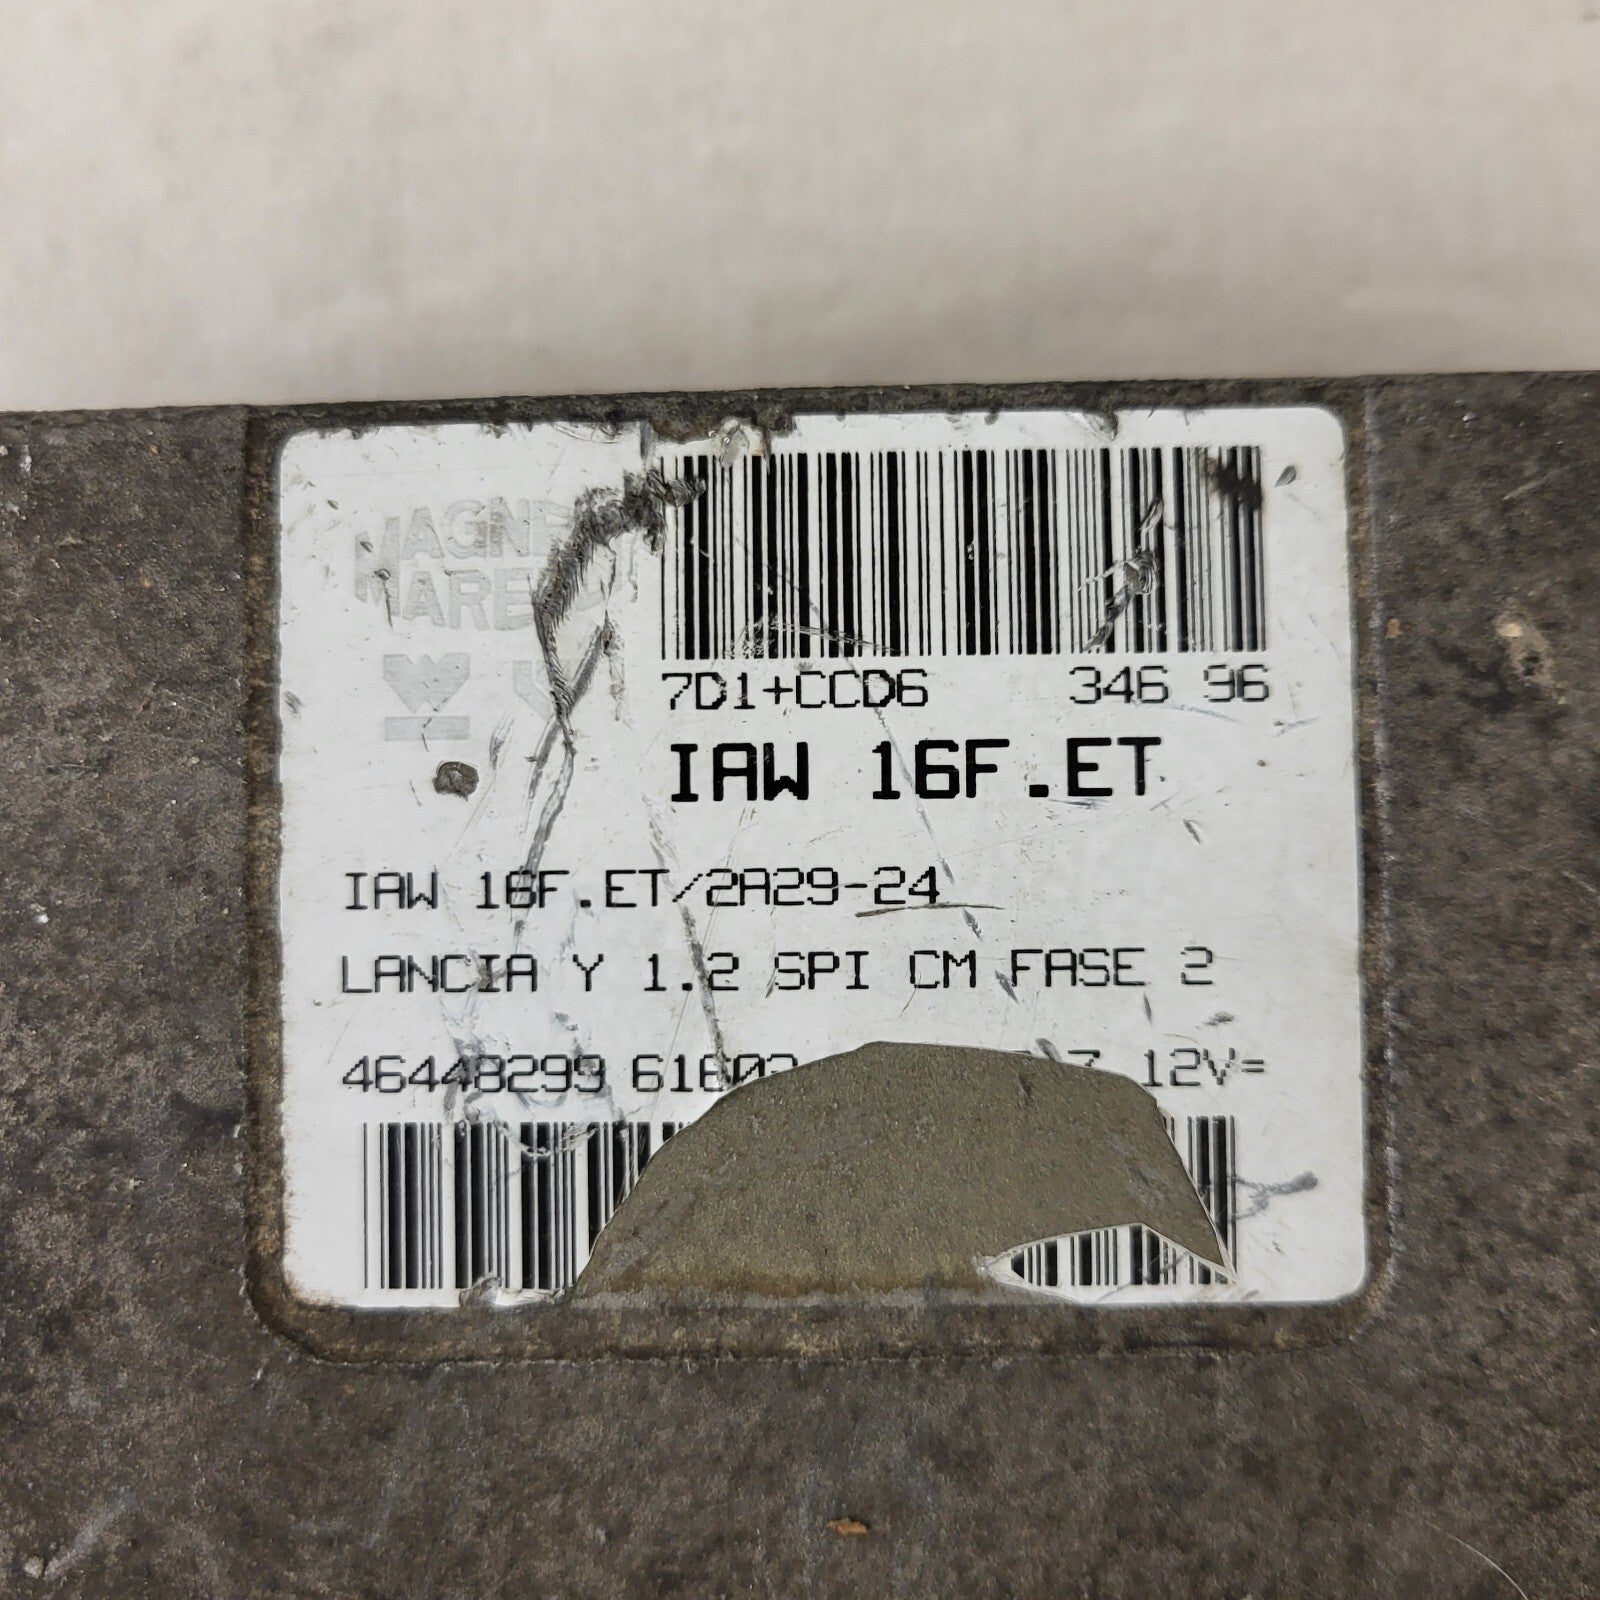 7D1+CCD6 346 96
IAW 16F.ET
IAW 16F.ET/2A29-24
LANCIA Y 1.2 SPI CM FASE 2
46448299 12V=